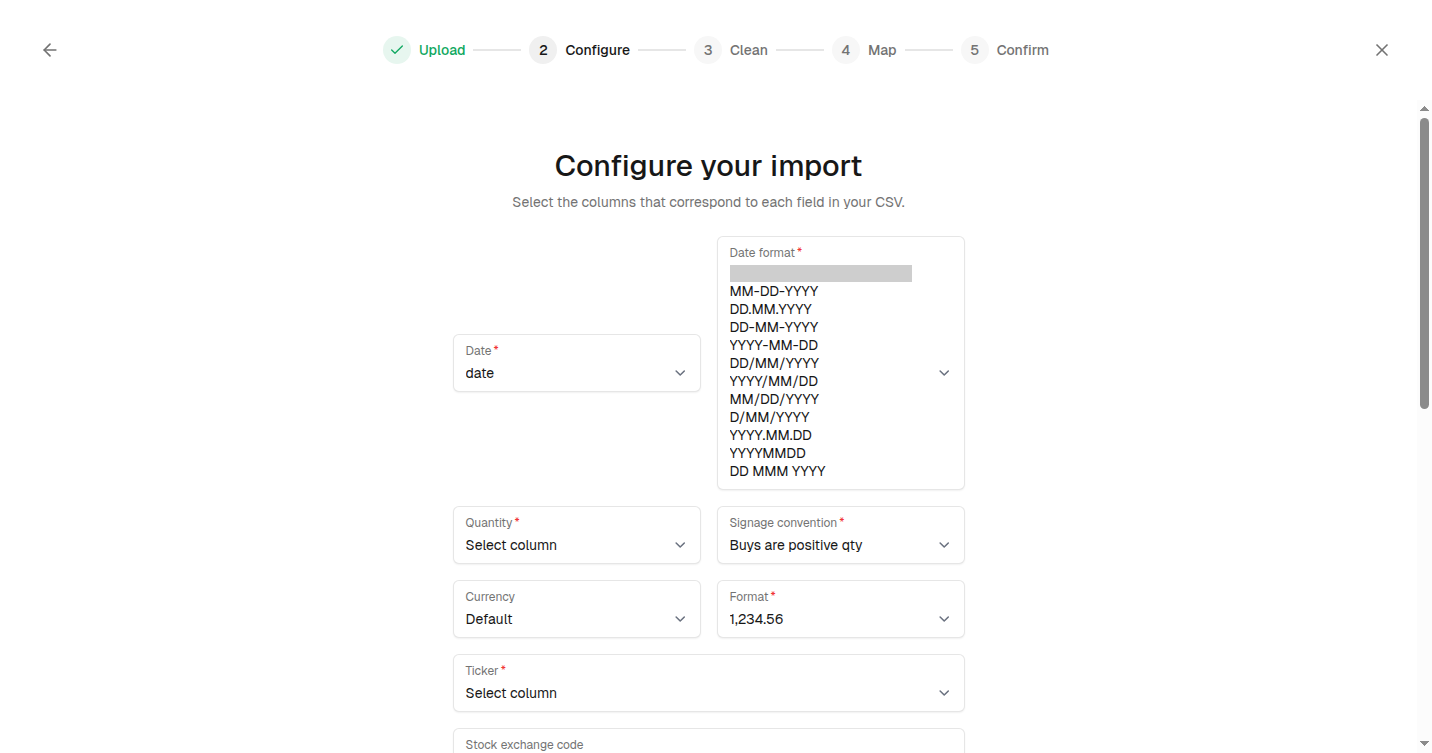 Upload
2 Configure
3 Clean
4 Map
5 Confirm
Configure your import
Select the columns that correspond to each field in your CSV.
Date *
date
Date format *
MM-DD-YYYY
DD.MM.YYYY
DD-MM-YYYY
YYYY-MM-DD
DD/MM/YYYY
YYYY/MM/DD
MM/DD/YYYY
D/MM/YYYY
YYYY.MM.DD
YYYYMMDD
DD MMM YYYY
Quantity *
Select column
Signage convention *
Buys are positive qty
Currency
Default
Format *
1,234.56
Ticker *
Select column
Stock exchange code